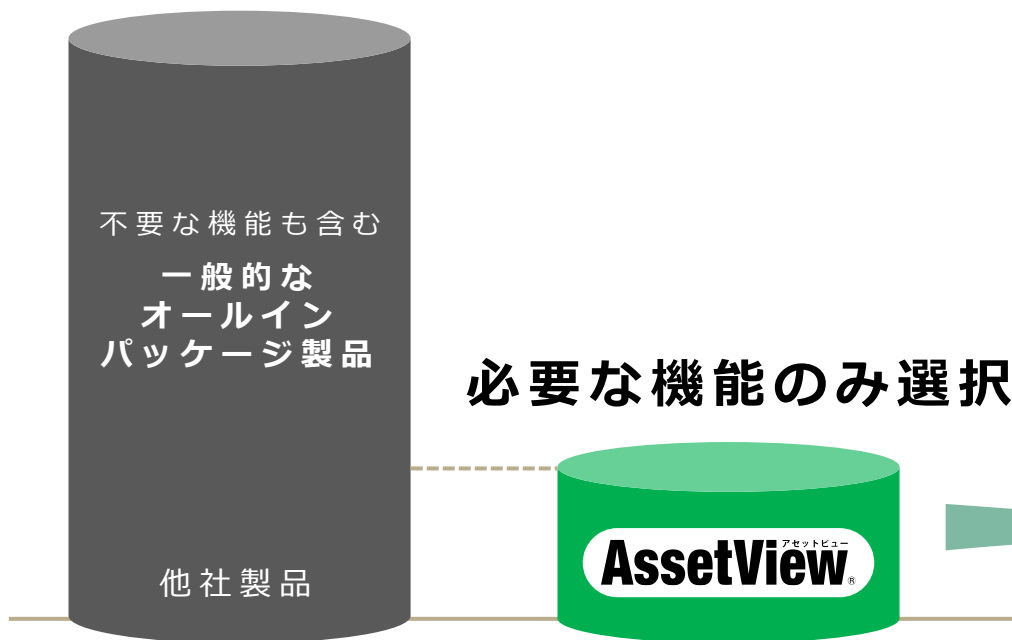 不要な機能も含む
一般的な
オールイン
パッケージ製品
他社製品
必要な機能のみ選択
アセットビュー
AssetView®